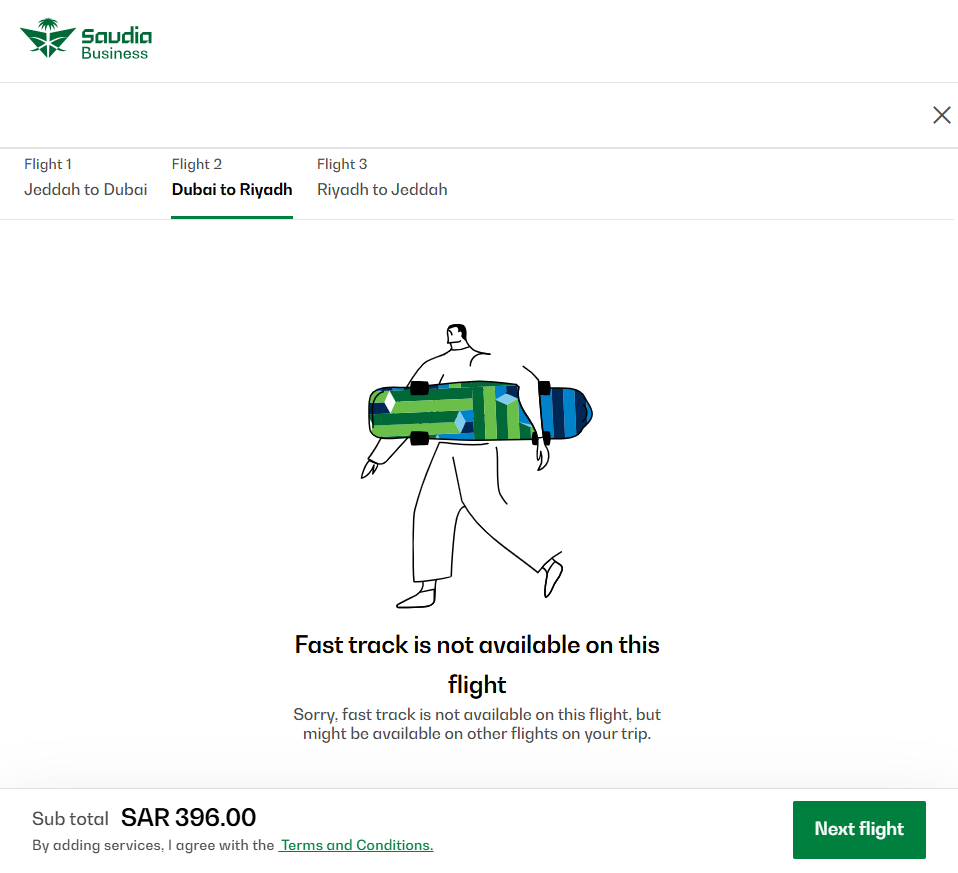 Saudia
Business
Flight 1
Jeddah to Dubai
Flight 2
Dubai to Riyadh
Flight 3
Riyadh to Jeddah
Fast track is not available on this
flight
Sorry, fast track is not available on this flight, but
might be available on other flights on your trip.
Sub total SAR 396.00
By adding services, I agree with the Terms and Conditions.
Next flight